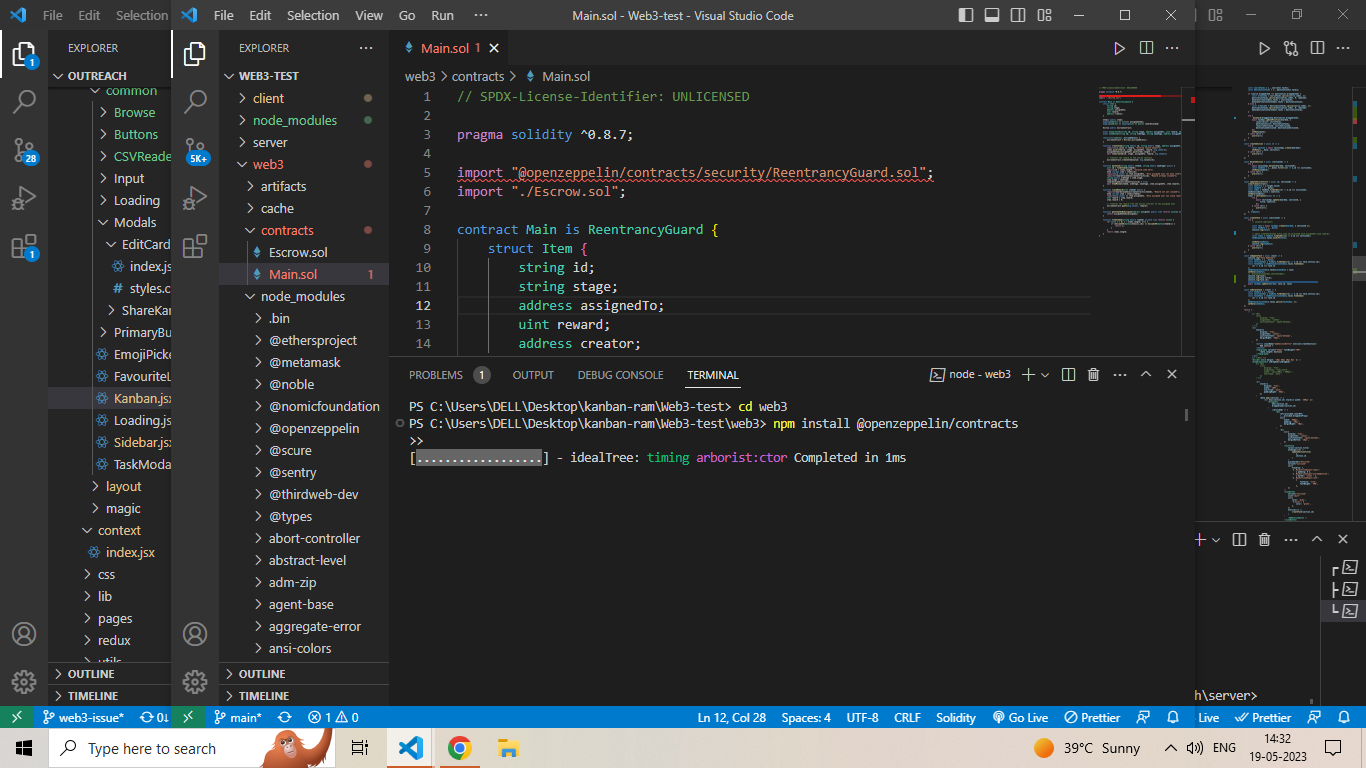 File Edit Selection
File Edit Selection View Go Run ···
Main.sol - Web3-test - Visual Studio Code
EXPLORER
OUTREACH
common
Browse
Buttons
CSVReade
Input
Loading
Modals
EditCard
index.js
styles.c
ShareKan
PrimaryBu
EmojiPicke
FavouriteL
Kanban.jsx
Loading.js
Sidebar.jsx
TaskModa
layout
magic
context
index.jsx
css
lib
pages
redux
utils
OUTLINE
TIMELINE
1
28
1
5K+
EXPLORER ···
WEB3-TEST
client
node_modules
server
web3
artifacts
cache
contracts
Escrow.sol
Main.sol 1
node_modules
.bin
@ethersproject
@metamask
@noble
@nomicfoundation
@openzeppelin
@scure
@sentry
@thirdweb-dev
@types
abort-controller
abstract-level
adm-zip
agent-base
aggregate-error
ansi-colors
OUTLINE
TIMELINE
Main.sol 1
web3 > contracts > Main.sol
1 // SPDX-License-Identifier: UNLICENSED
2
3 pragma solidity ^0.8.7;
4
5 import "@openzeppelin/contracts/security/ReentrancyGuard.sol";
6 import "./Escrow.sol";
7
8 contract Main is ReentrancyGuard {
9 struct Item {
10 string id;
11 string stage;
12 address assignedTo;
13 uint reward;
14 address creator;
PROBLEMS 1 OUTPUT DEBUG CONSOLE TERMINAL
node - web3
PS C:\Users\DELL\Desktop\kanban-ram\Web3-test> cd web3
PS C:\Users\DELL\Desktop\kanban-ram\Web3-test\web3> npm install @openzeppelin/contracts
>>
[..................] - idealTree: timing arborist:ctor Completed in 1ms
h\server>
web3-issue* 0↓
main* 1 0
Ln 12, Col 28 Spaces: 4 UTF-8 CRLF Solidity Go Live Prettier
Live Prettier
Type here to search
39°C Sunny
ENG
14:32
19-05-2023